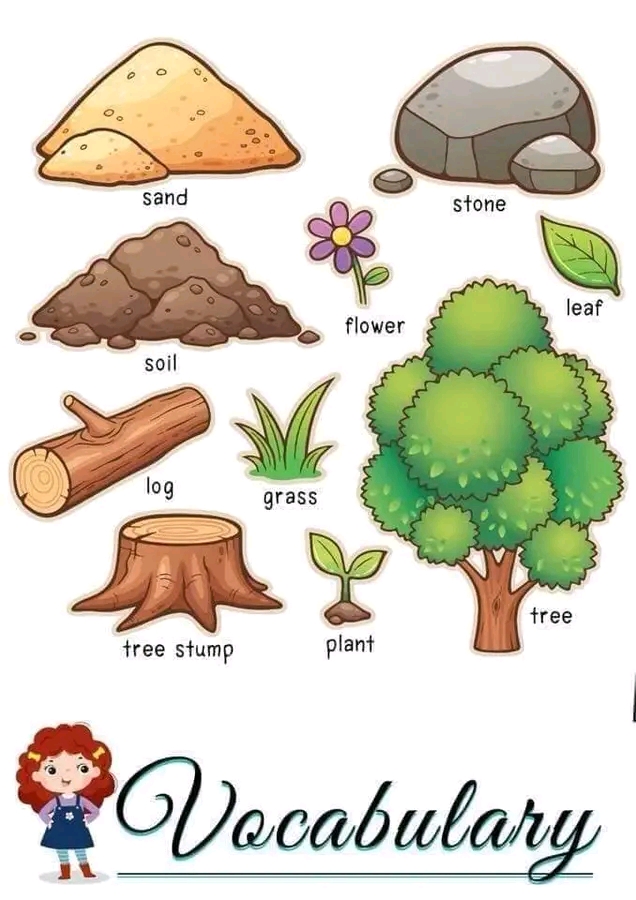 sand
stone
leaf
flower
soil
log
grass
tree
tree stump
plant
Vocabulary